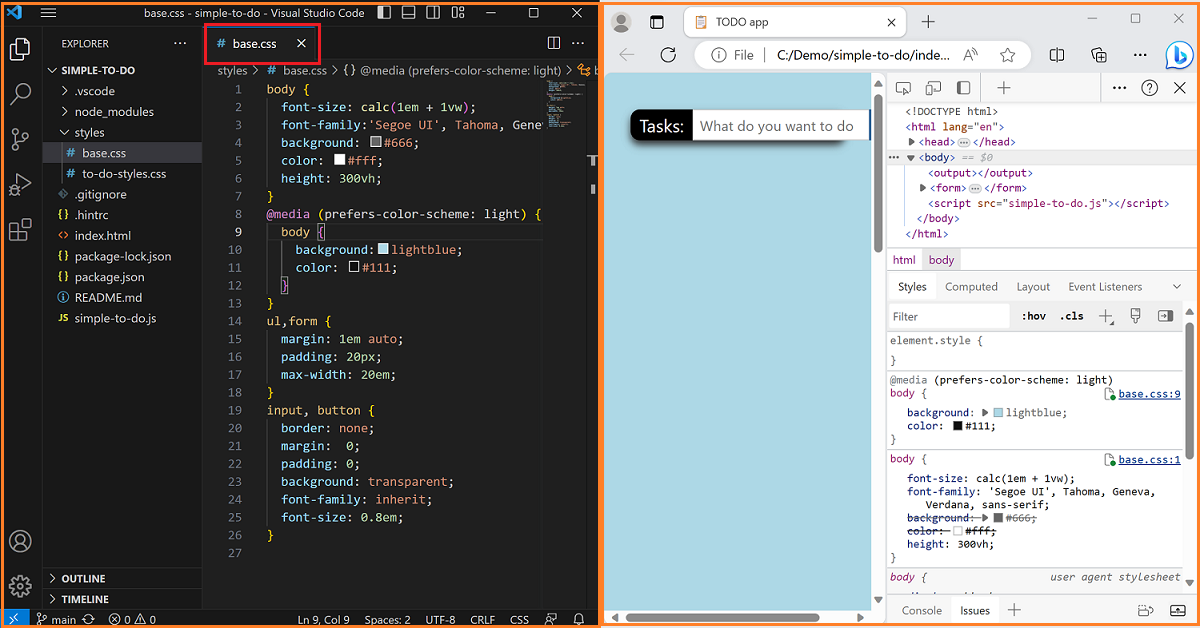 base.css - simple-to-do - Visual Studio Code
EXPLORER
SIMPLE-TO-DO
.vscode
node_modules
styles
# base.css
# to-do-styles.css
.gitignore
{} .hintrc
<> index.html
{} package-lock.json
{} package.json
README.md
JS simple-to-do.js
OUTLINE
TIMELINE
# base.css
styles > # base.css > {} @media (prefers-color-scheme: light) > b
1 body {
2 font-size: calc(1em + 1vw);
3 font-family:'Segoe UI', Tahoma, Genev
4 background: #666;
5 color: #fff;
6 height: 300vh;
7 }
8 @media (prefers-color-scheme: light) {
9 body {
10 background: lightblue;
11 color: #111;
12 }
13 }
14 ul,form {
15 margin: 1em auto;
16 padding: 20px;
17 max-width: 20em;
18 }
19 input, button {
20 border: none;
21 margin: 0;
22 padding: 0;
23 background: transparent;
24 font-family: inherit;
25 font-size: 0.8em;
26 }
27
main 0 0
Ln 9, Col 9 Spaces: 2 UTF-8 CRLF CSS
TODO app
File | C:/Demo/simple-to-do/inde...
Tasks: What do you want to do
<!DOCTYPE html>
<html lang="en">
<head> ... </head>
... <body> == $0
<output></output>
<form> ... </form>
<script src="simple-to-do.js"></script>
</body>
</html>
html body
Styles Computed Layout Event Listeners
Filter :hov .cls
element.style {
}
@media (prefers-color-scheme: light)
body { base.css:9
background: lightblue;
color: #111;
}
body { base.css:1
font-size: calc(1em + 1vw);
font-family: 'Segoe UI', Tahoma, Geneva,
Verdana, sans-serif;
background: #666;
color: #fff;
height: 300vh;
}
body { user agent stylesheet
Console Issues